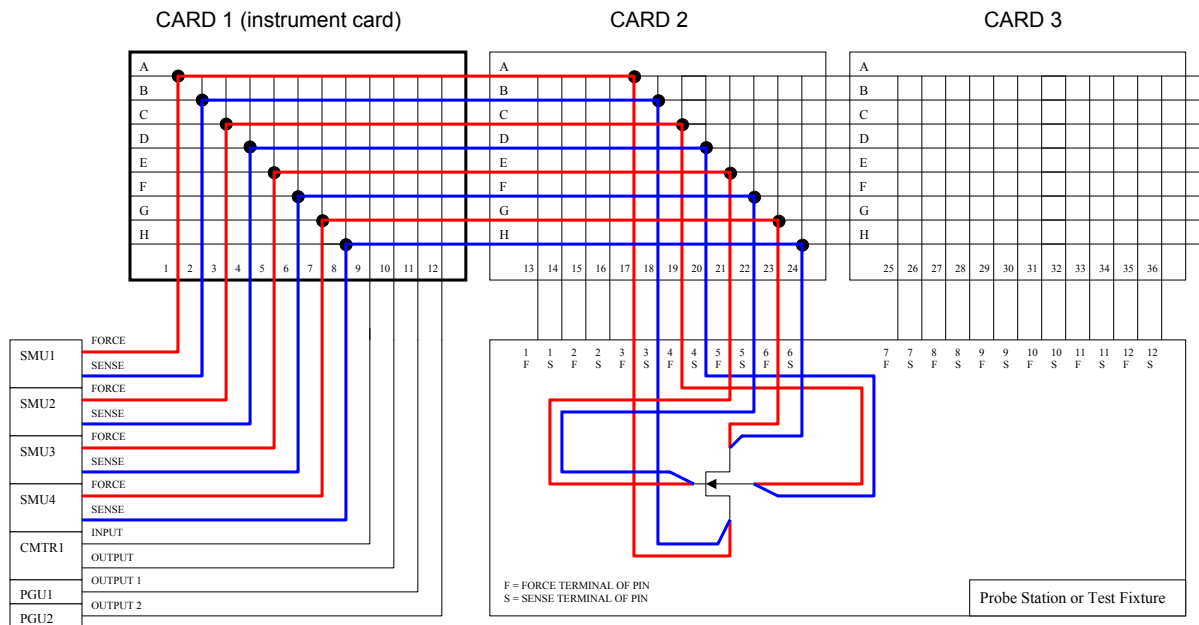 CARD 1 (instrument card)
CARD 2
CARD 3
A
B
C
D
E
F
G
H
1 2 3 4 5 6 7 8 9 10 11 12
A
B
C
D
E
F
G
H
13 14 15 16 17 18 19 20 21 22 23 24
A
B
C
D
E
F
G
H
25 26 27 28 29 30 31 32 33 34 35 36
SMU1
FORCE
SENSE
SMU2
FORCE
SENSE
SMU3
FORCE
SENSE
SMU4
FORCE
SENSE
CMTR1
INPUT
OUTPUT
PGU1
OUTPUT 1
PGU2
OUTPUT 2
1 1 2 2 3 3 4 4 5 5 6 6
F S F S F S F S F S F S
7 7 8 8 9 9 10 10 11 11 12 12
F S F S F S F S F S F S
F = FORCE TERMINAL OF PIN
S = SENSE TERMINAL OF PIN
Probe Station or Test Fixture